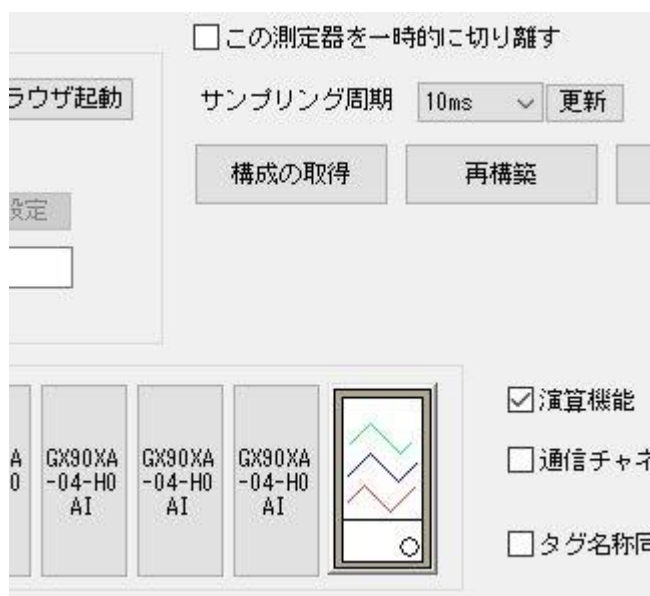 この測定器を一時的に切り離す
ラウザ起動
サンプリング周期
10ms
更新
構成の取得
再構築
設定
GX90XA
-04-H0
AI
GX90XA
-04-H0
AI
GX90XA
-04-H0
AI
A
0
演算機能
通信チャネ
タグ名称同